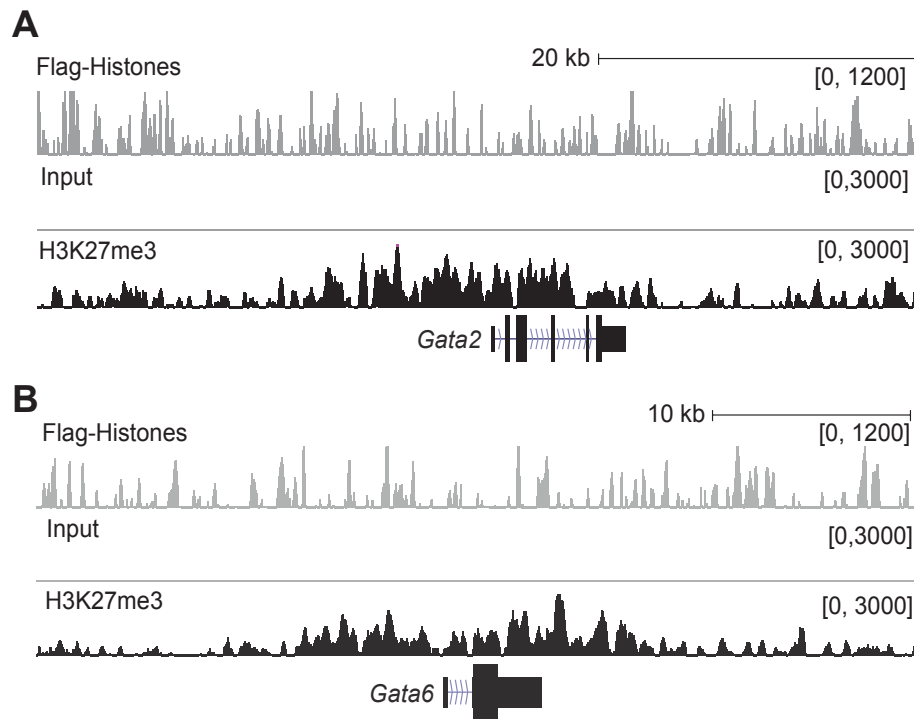 A
20 kb
Flag-Histones
[0, 1200]
Input
[0,3000]
H3K27me3
[0, 3000]
Gata2
B
10 kb
Flag-Histones
[0, 1200]
Input
[0,3000]
H3K27me3
[0, 3000]
Gata6